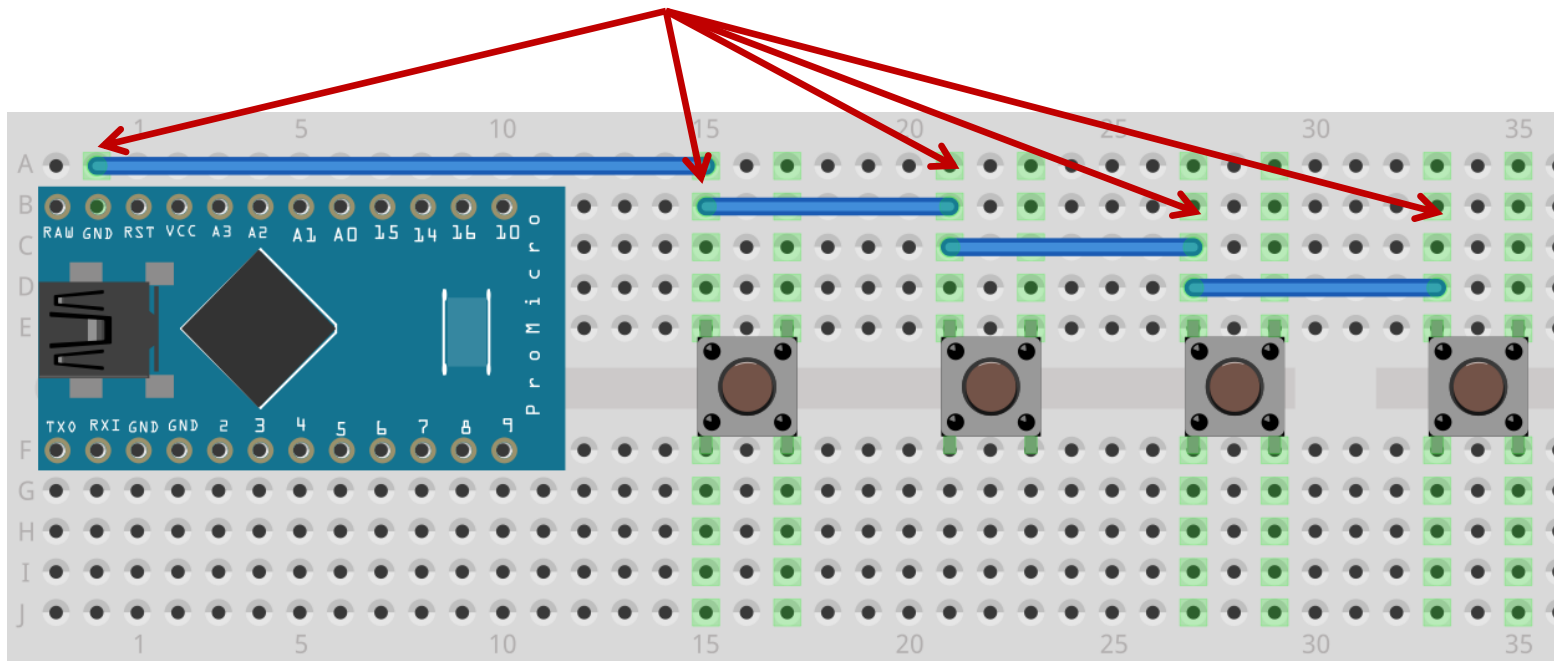 1 5 10 15 20 25 30 35
A
B
RAW GND RST VCC A3 A2 A1 A0 15 14 16 10
C
D
E
ProMicro
TXO RXI GND GND 2 3 4 5 6 7 8 9
F
G
H
I
J
1 5 10 15 20 25 30 35